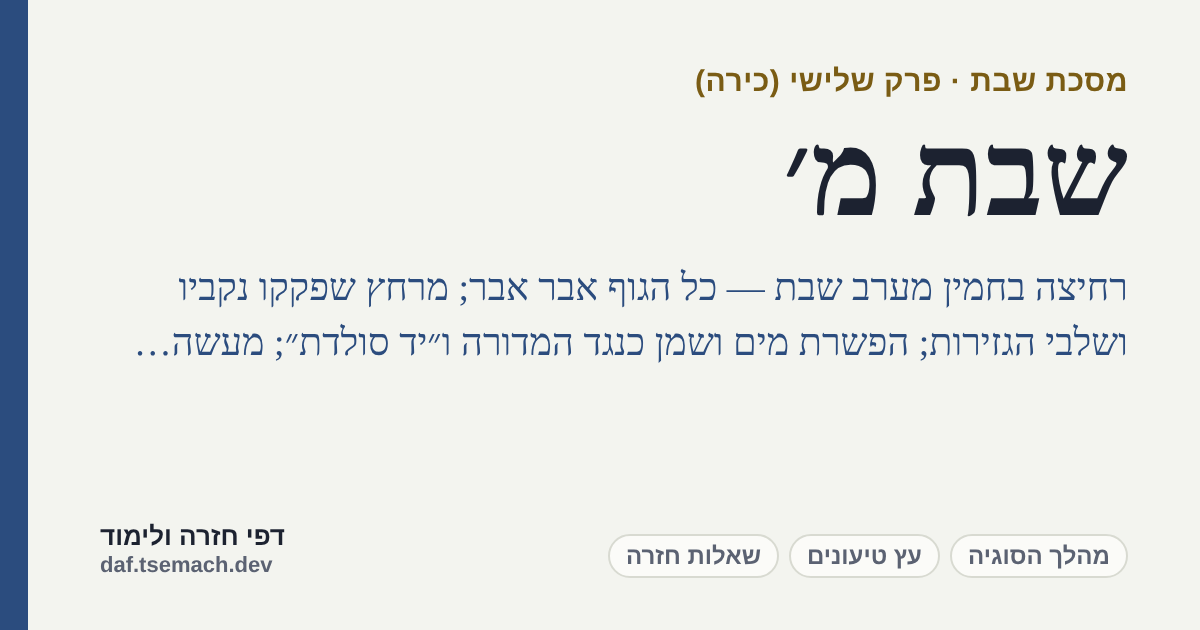 מסכת שבת · פרק שלישי (כירה)
שבת מ׳
רחיצה בחמין מערב שבת — כל הגוף אבר אבר; מרחץ שפקקו נקביו
ושלבי הגזירות; הפשרת מים ושמן כנגד המדורה ו״יד סולדת״; מעשה…
מהלך הסוגיה
עץ טיעונים
שאלות חזרה
דפי חזרה ולימוד
daf.tsemach.dev